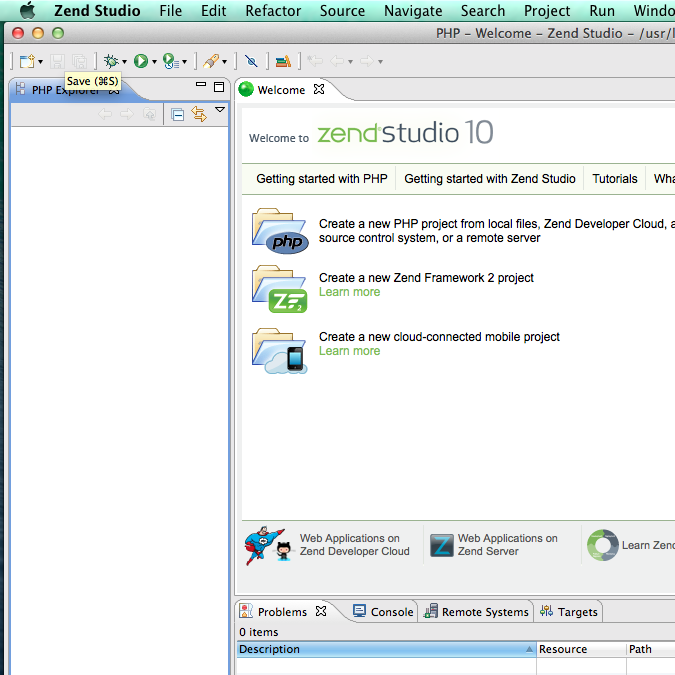 Zend Studio File Edit Refactor Source Navigate Search Project Run Windo
PHP - Welcome - Zend Studio - /usr/l
Save (⌘S)
PHP Explorer
Welcome
Welcome to zend Studio 10
Getting started with PHP Getting started with Zend Studio Tutorials Wha
Create a new PHP project from local files, Zend Developer Cloud, a
source control system, or a remote server
php
Create a new Zend Framework 2 project
Learn more
ZF2
Create a new cloud-connected mobile project
Learn more
Web Applications on
Zend Developer Cloud
Web Applications on
Zend Server
Learn Zend
Problems Console Remote Systems Targets
0 items
Description Resource Path